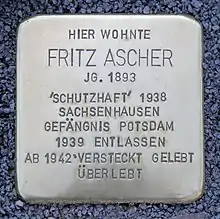 HIER WOHNTE
FRITZ ASCHER
JG. 1893
'SCHUTZHAFT' 1938
SACHSENHAUSEN
GEFÄNGNIS POTSDAM
1939 ENTLASSEN
AB 1942 VERSTECKT GELEBT
ÜBERLEBT